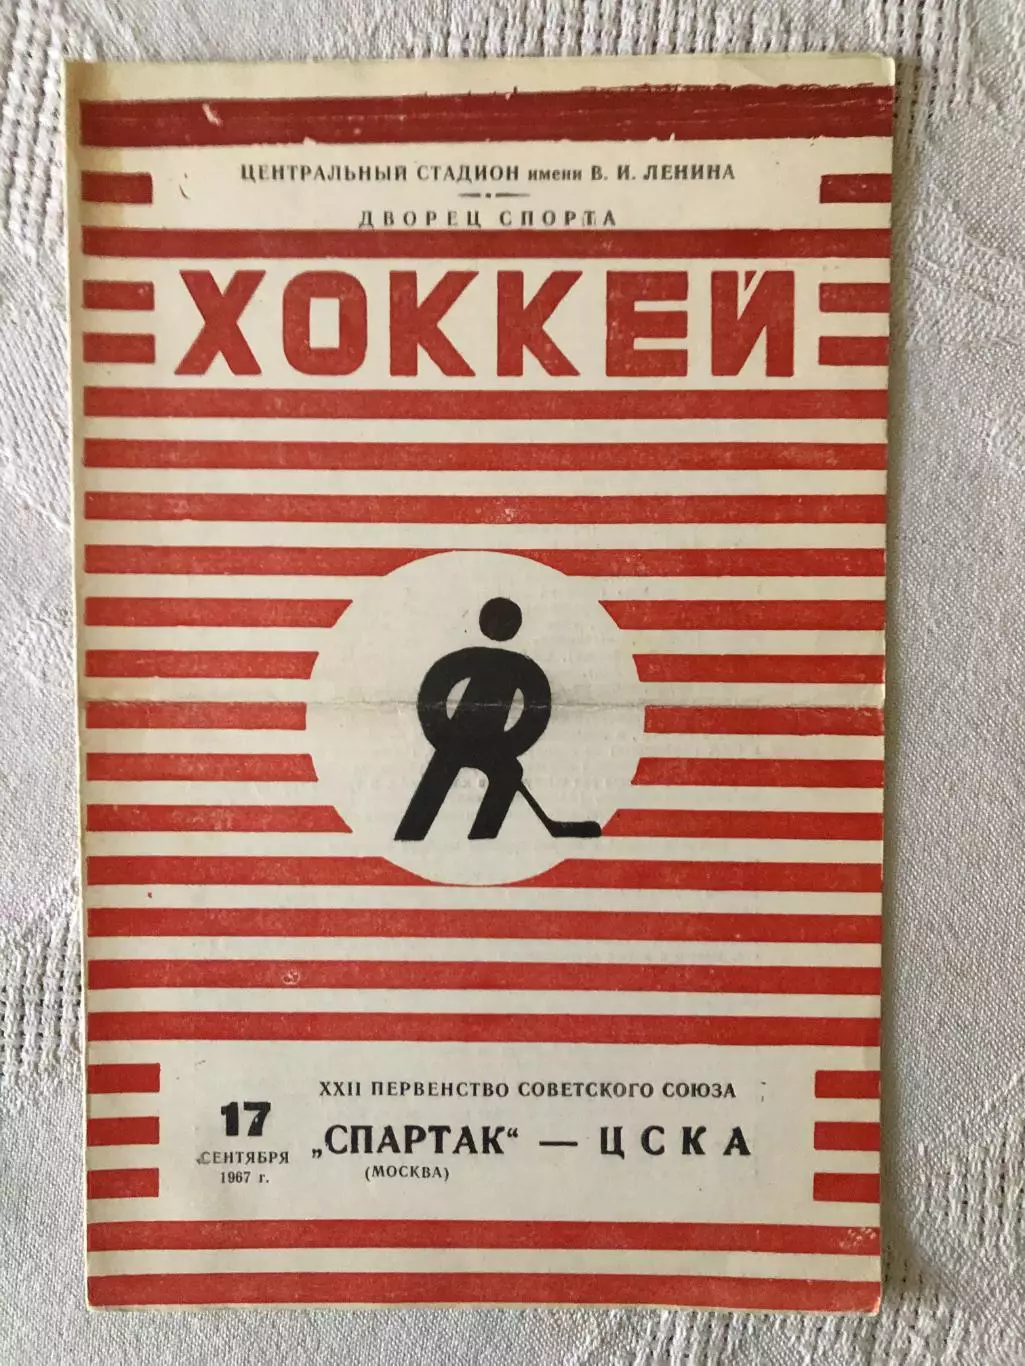 ЦЕНТРАЛЬНЫЙ СТАДИОН имени В. И. ЛЕНИНА
ДВОРЕЦ СПОРТА
ХОККЕЙ
XXII ПЕРВЕНСТВО СОВЕТСКОГО СОЮЗА
17
СЕНТЯБРЯ
1967 г.
„СПАРТАК“ — ЦСКА
(МОСКВА)